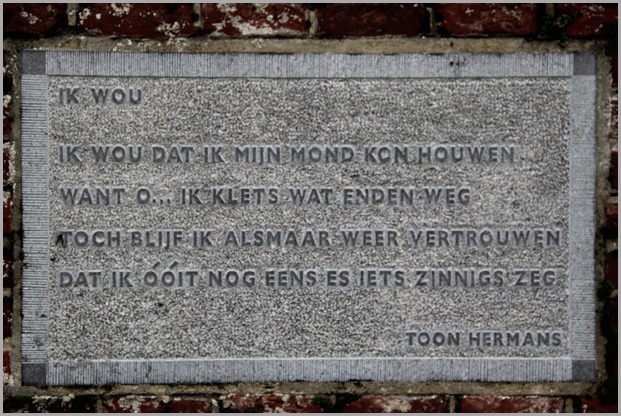 IK WOU
IK WOU DAT IK MIJN MOND KON HOUWEN
WANT O... IK KLETS WAT ENDEN WEG
TOCH BLIJF IK ALSMAAR WEER VERTROUWEN
DAT IK ÓÓIT NOG EENS ES IETS ZINNIGS ZEG.
TOON HERMANS